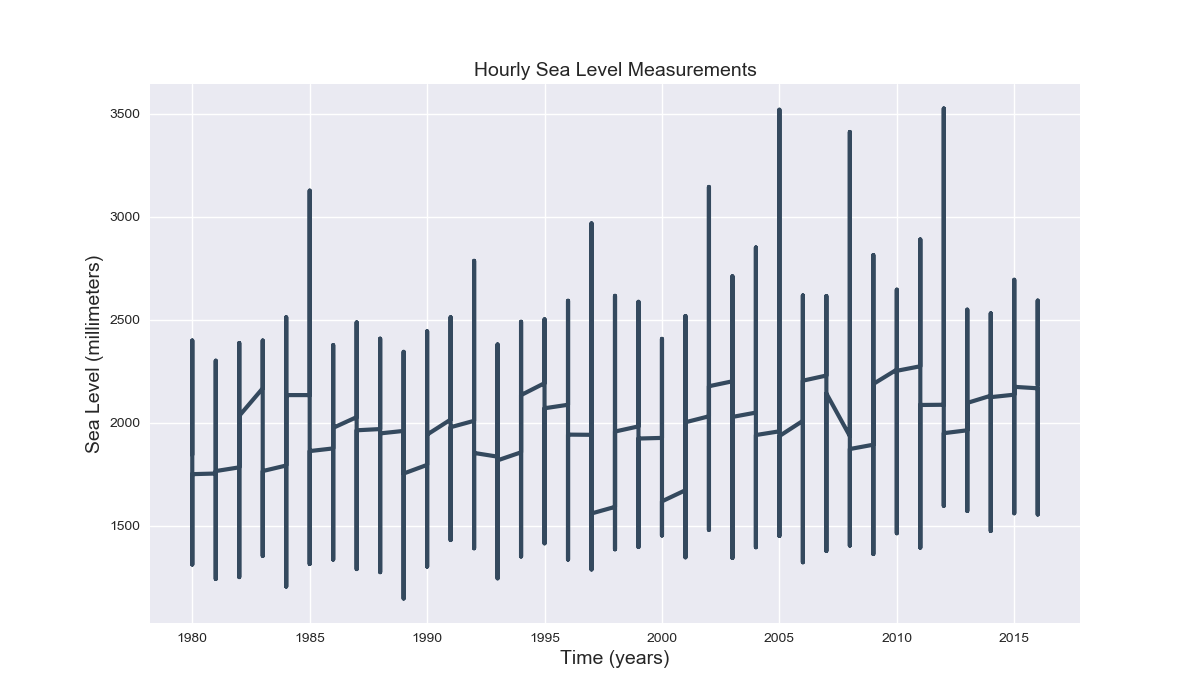 Hourly Sea Level Measurements
3500
3000
2500
2000
1500
Sea Level (millimeters)
1980 1985 1990 1995 2000 2005 2010 2015
Time (years)